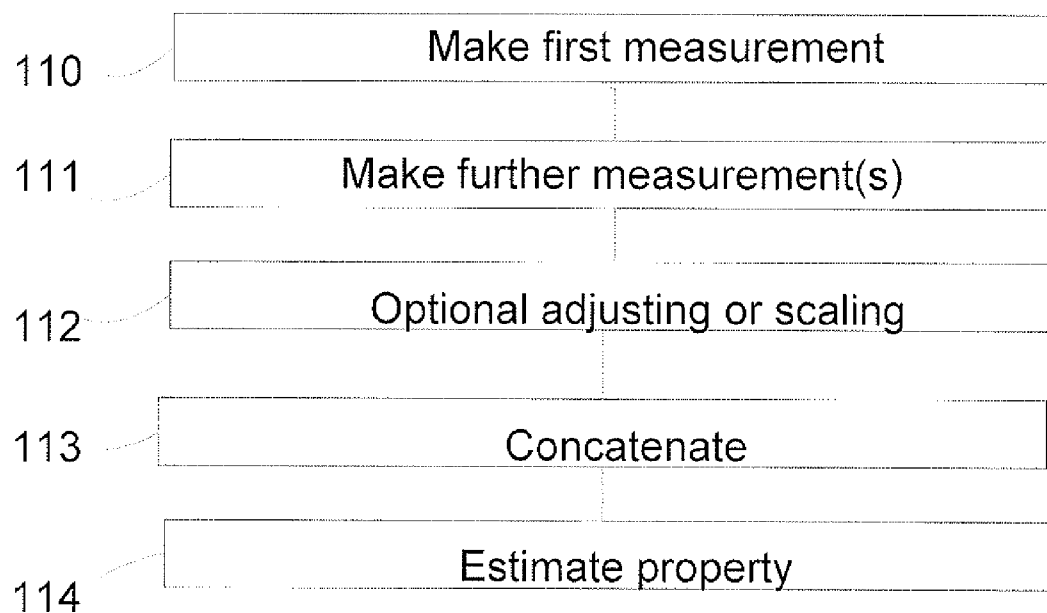 110 Make first measurement
111 Make further measurement(s)
112 Optional adjusting or scaling
113 Concatenate
114 Estimate property